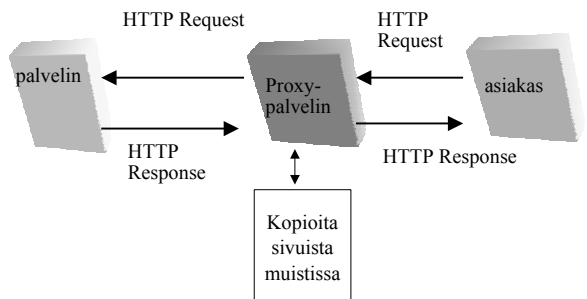 HTTP Request
HTTP
Request
palvelin
Proxy-
palvelin
asiakas
HTTP
Response
HTTP Response
Kopioita
sivuista
muistissa